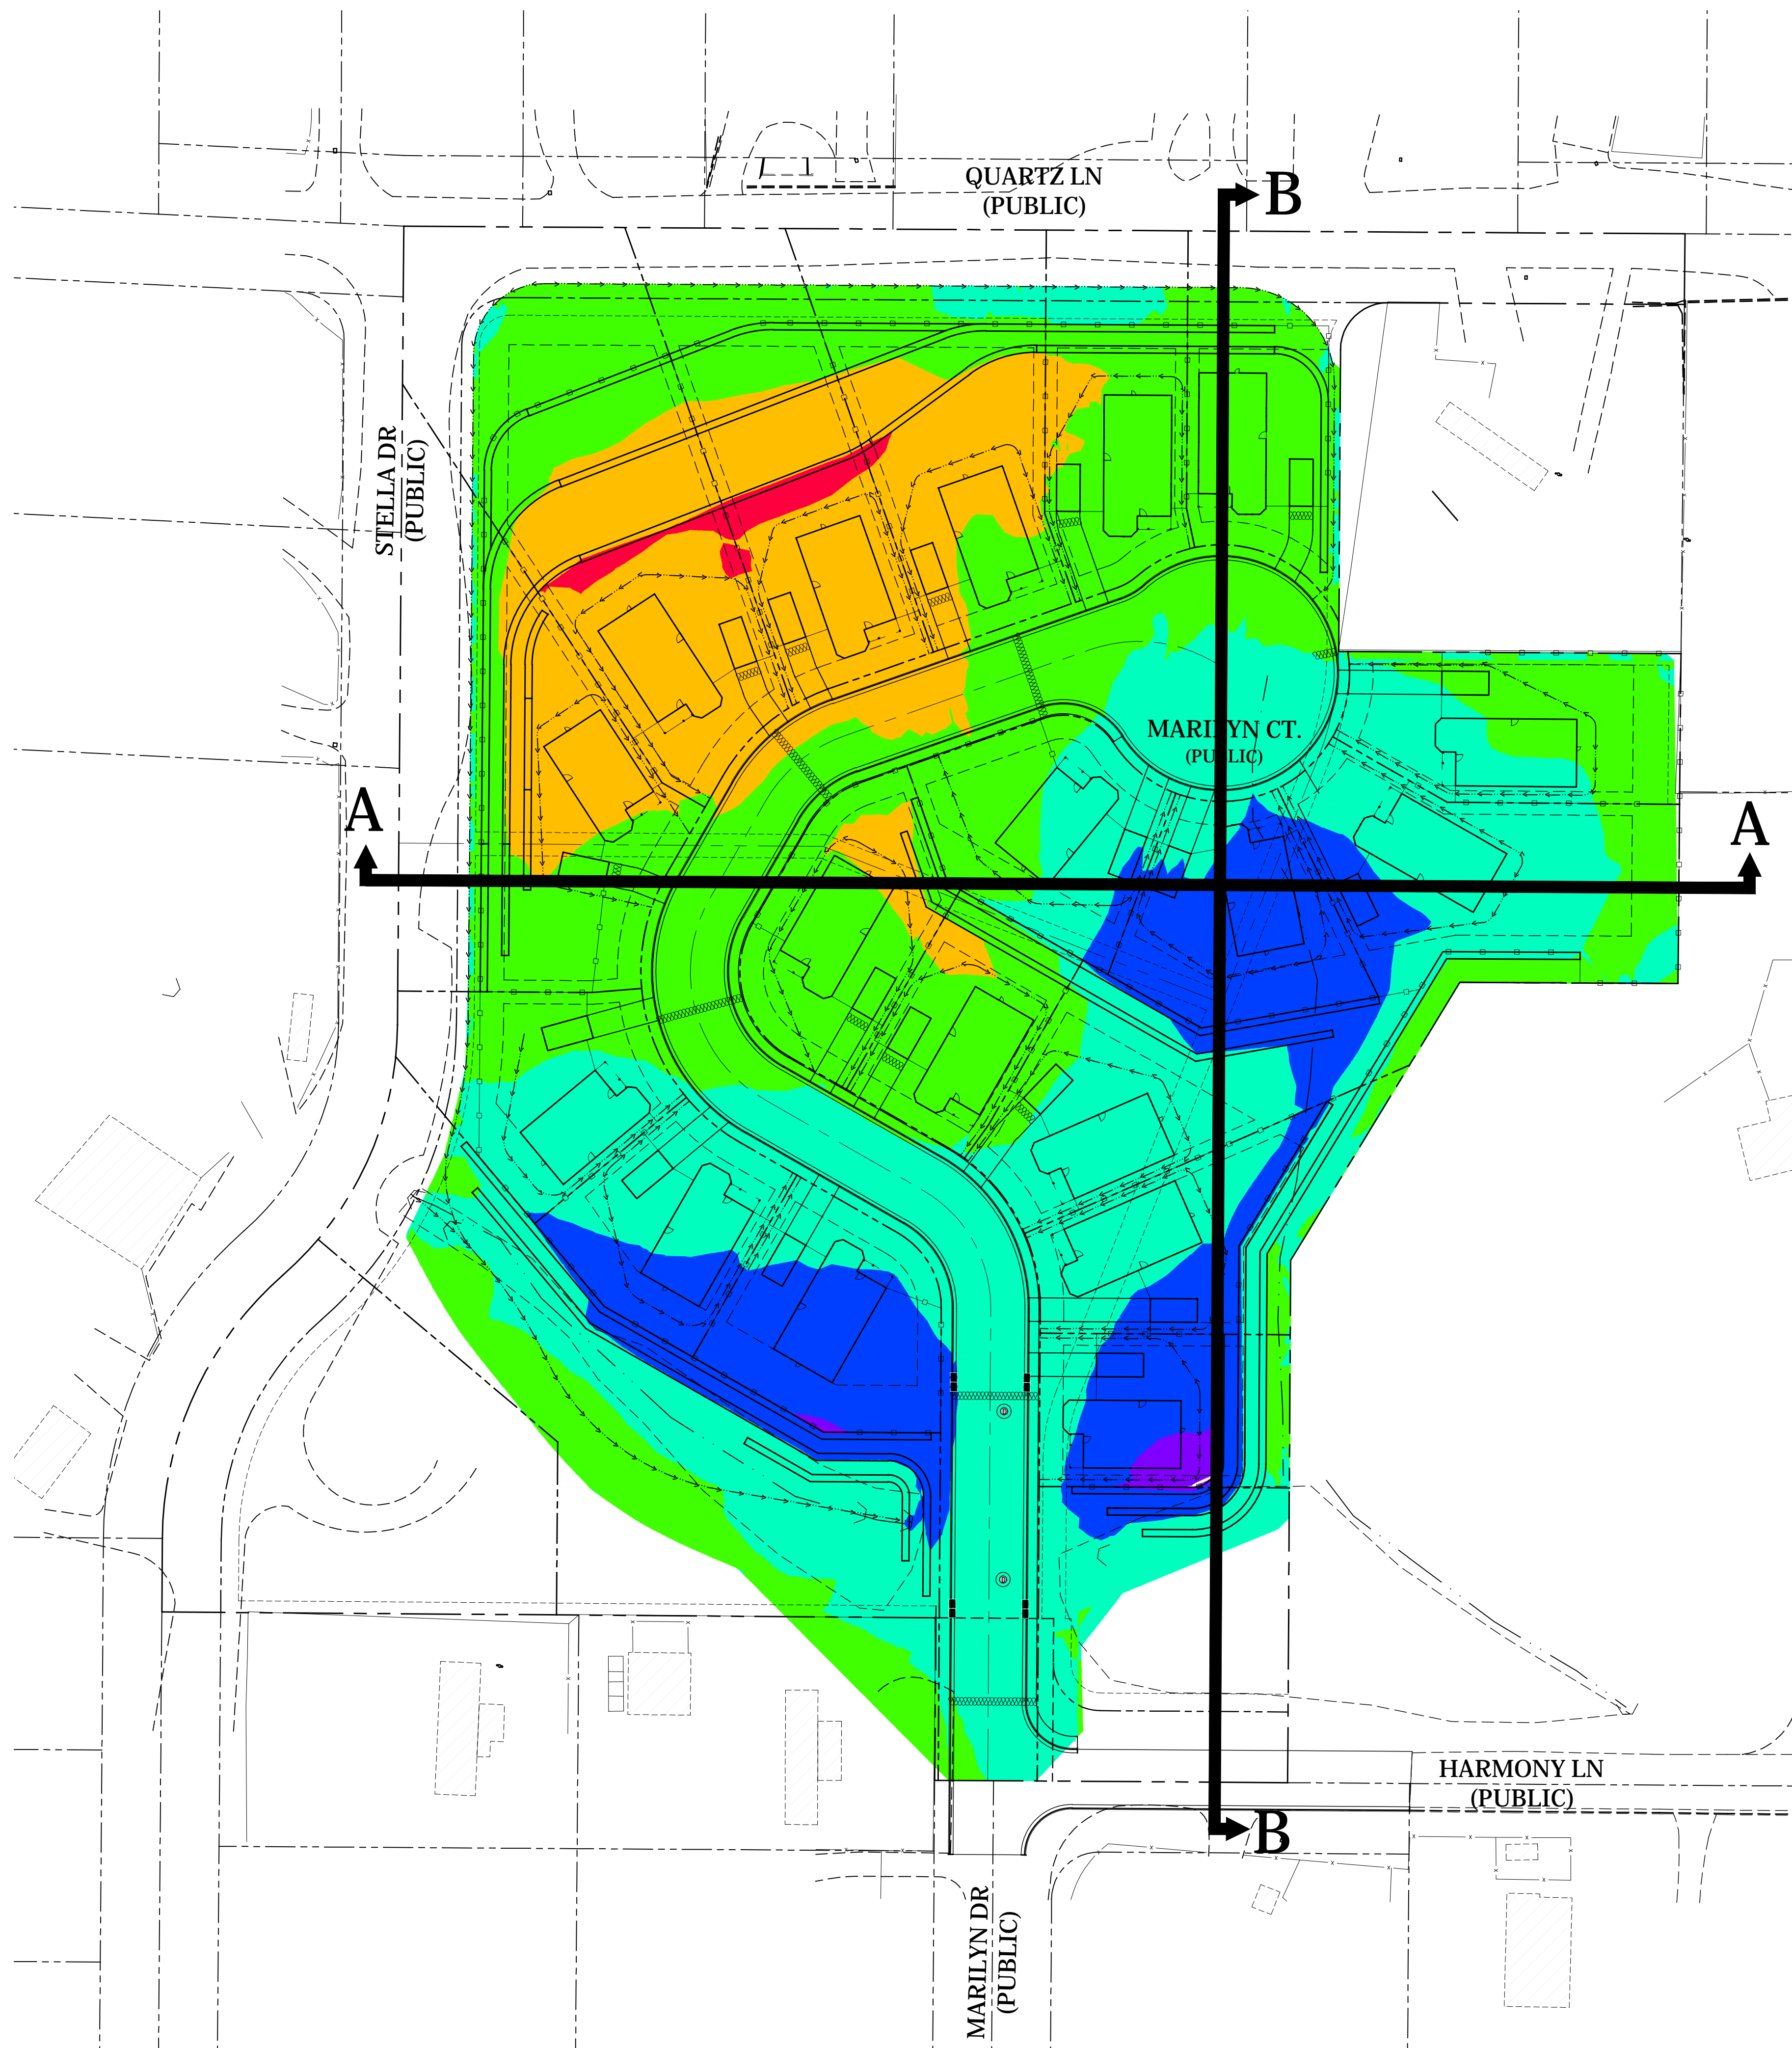 QUARTZ LN
(PUBLIC)
B
STELLA DR
(PUBLIC)
MARILYN CT.
(PUBLIC)
A
A
HARMONY LN
(PUBLIC)
B
MARILYN DR
(PUBLIC)